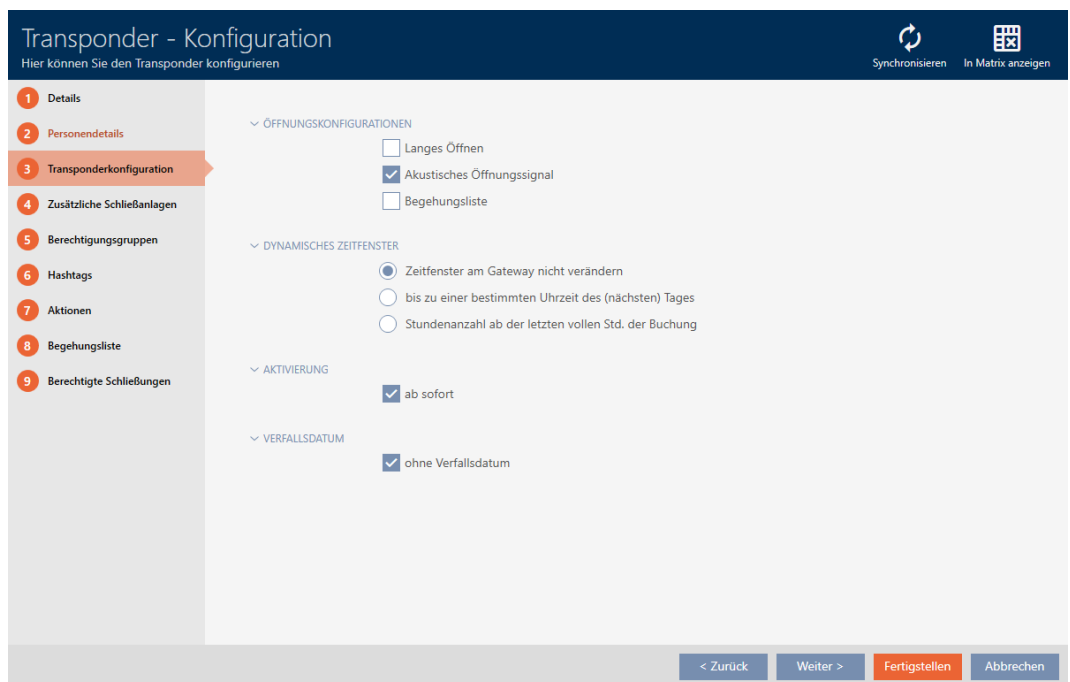 Transponder - Konfiguration
Hier können Sie den Transponder konfigurieren
Synchronisieren
In Matrix anzeigen
1 Details
2 Personendetails
3 Transponderkonfiguration
4 Zusätzliche Schließanlagen
5 Berechtigungsgruppen
6 Hashtags
7 Aktionen
8 Begehungsliste
9 Berechtigte Schließungen
ÖFFNUNGSKONFIGURATIONEN
Langes Öffnen
Akustisches Öffnungssignal
Begehungsliste
DYNAMISCHES ZEITFENSTER
Zeitfenster am Gateway nicht verändern
bis zu einer bestimmten Uhrzeit des (nächsten) Tages
Stundenanzahl ab der letzten vollen Std. der Buchung
AKTIVIERUNG
ab sofort
VERFALLSDATUM
ohne Verfallsdatum
< Zurück
Weiter >
Fertigstellen
Abbrechen